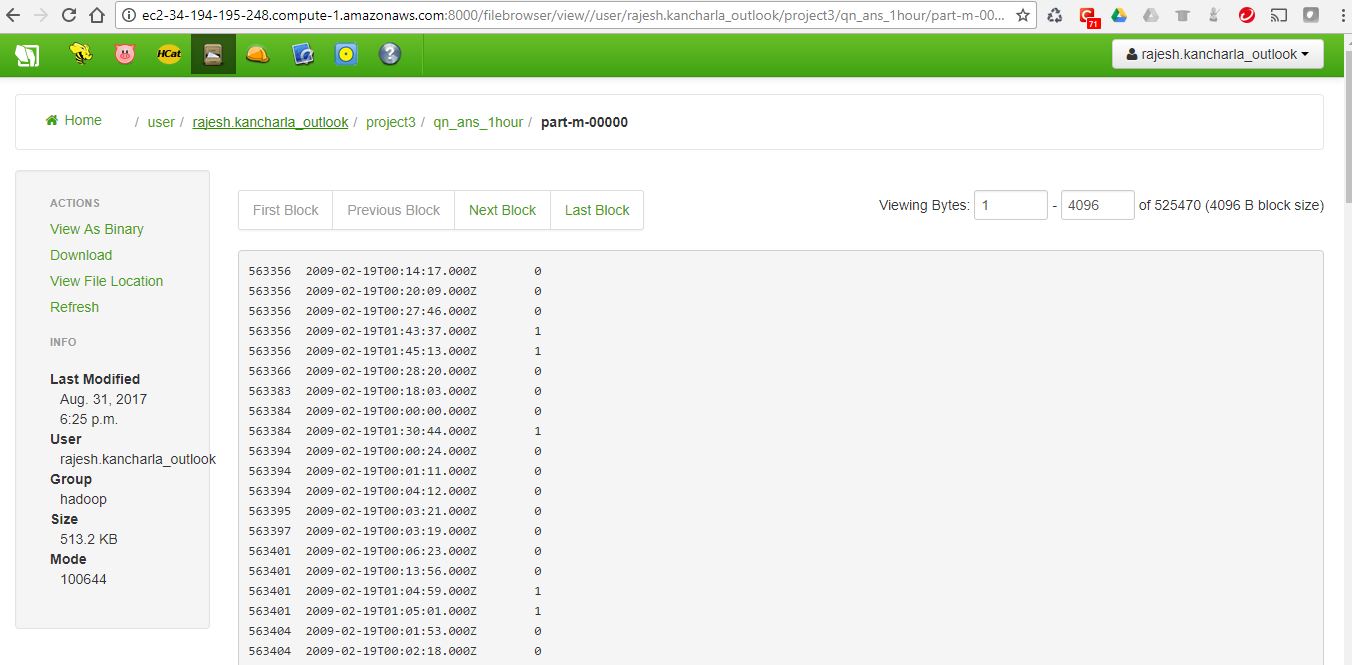 ec2-34-194-195-248.compute-1.amazonaws.com:8000/filebrowser/view//user/rajesh.kancharla_outlook/project3/qn_ans_1hour/part-m-00...
71
HCat
rajesh.kancharla_outlook
Home / user / rajesh.kancharla_outlook / project3 / qn_ans_1hour / part-m-00000
ACTIONS
View As Binary
Download
View File Location
Refresh
INFO
Last Modified
Aug. 31, 2017
6:25 p.m.
User
rajesh.kancharla_outlook
Group
hadoop
Size
513.2 KB
Mode
100644
First Block Previous Block Next Block Last Block
Viewing Bytes: 1 - 4096 of 525470 (4096 B block size)
563356 2009-02-19T00:14:17.000Z 0
563356 2009-02-19T00:20:09.000Z 0
563356 2009-02-19T00:27:46.000Z 0
563356 2009-02-19T01:43:37.000Z 1
563356 2009-02-19T01:45:13.000Z 1
563366 2009-02-19T00:28:20.000Z 0
563383 2009-02-19T00:18:03.000Z 0
563384 2009-02-19T00:00:00.000Z 0
563384 2009-02-19T01:30:44.000Z 1
563394 2009-02-19T00:00:24.000Z 0
563394 2009-02-19T00:01:11.000Z 0
563394 2009-02-19T00:04:12.000Z 0
563395 2009-02-19T00:03:21.000Z 0
563397 2009-02-19T00:03:19.000Z 0
563401 2009-02-19T00:06:23.000Z 0
563401 2009-02-19T00:13:56.000Z 0
563401 2009-02-19T01:04:59.000Z 1
563401 2009-02-19T01:05:01.000Z 1
563404 2009-02-19T00:01:53.000Z 0
563404 2009-02-19T00:02:18.000Z 0